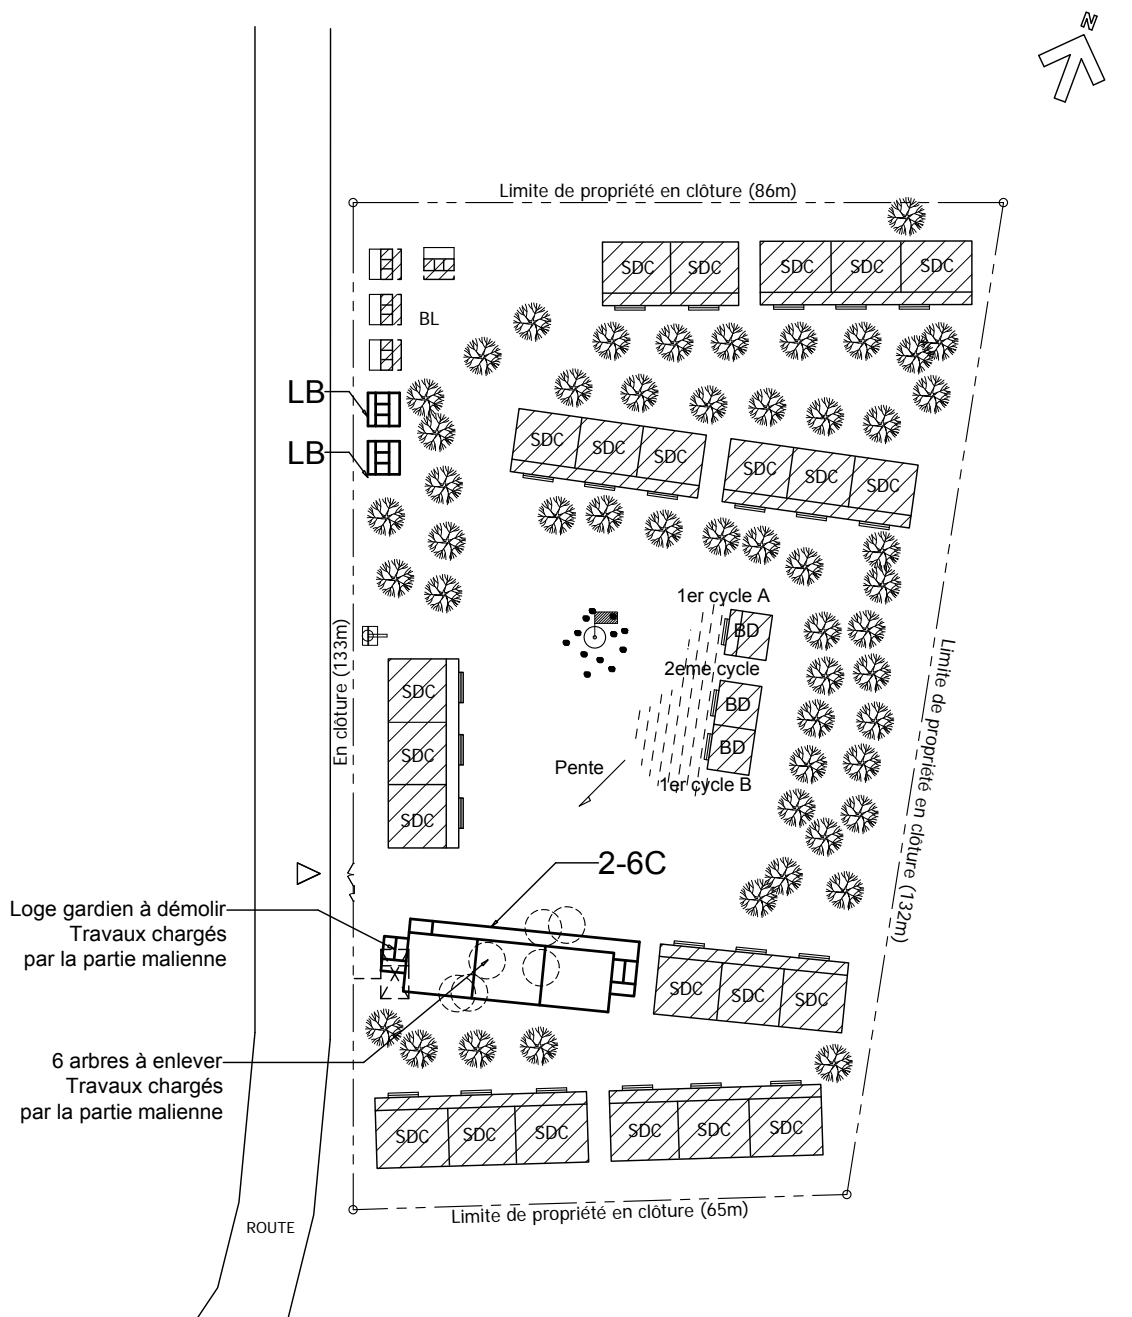 N
Limite de propriété en clôture (86m)
SDC SDC SDC SDC SDC
BL
LB
LB
SDC SDC SDC SDC SDC SDC
1er cycle A
BD
2eme cycle
BD
BD
1er cycle B
En clôture (133m)
SDC
SDC
SDC
Pente
Limite de propriété en clôture (132m)
2-6C
Loge gardien à démolir
Travaux chargés
par la partie malienne
SDC SDC SDC
6 arbres à enlever
Travaux chargés
par la partie malienne
SDC SDC SDC SDC SDC SDC
Limite de propriété en clôture (65m)
ROUTE